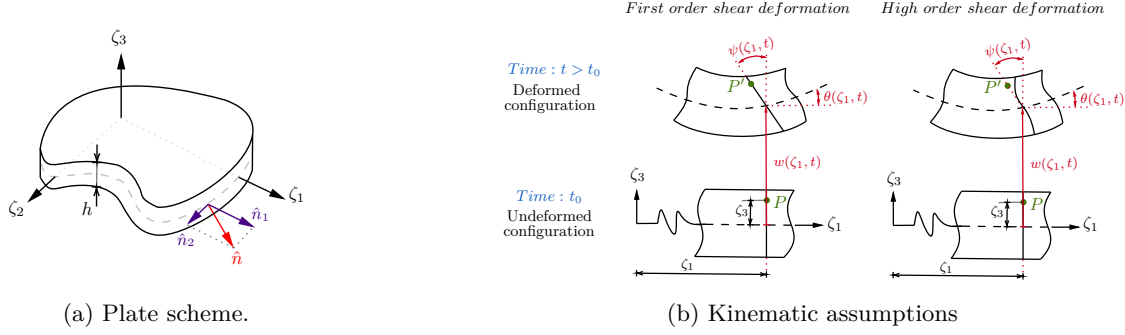 ζ₃
ζ₂
ζ₁
h
n̂₁
n̂₂
n̂
(a) Plate scheme.
First order shear deformation
High order shear deformation
Time : t > t₀
Deformed
configuration
ψ(ζ₁, t)
P′
θ(ζ₁, t)
w(ζ₁, t)
ψ(ζ₁, t)
P′
θ(ζ₁, t)
w(ζ₁, t)
Time : t₀
Undeformed
configuration
ζ₃
ζ₃
P
ζ₁
ζ₁
ζ₃
ζ₃
P
ζ₁
ζ₁
(b) Kinematic assumptions